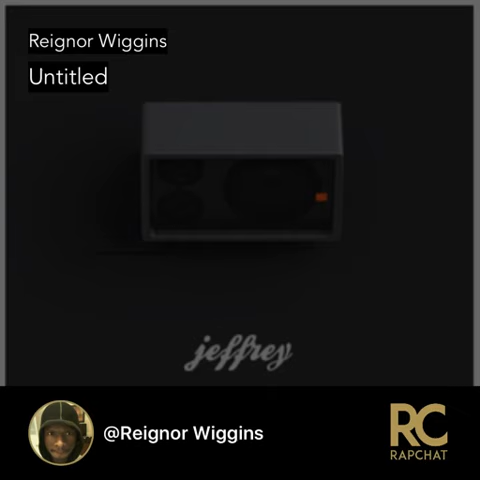 Reignor Wiggins
Untitled
jeffrey
@Reignor Wiggins
RC
RAPCHAT